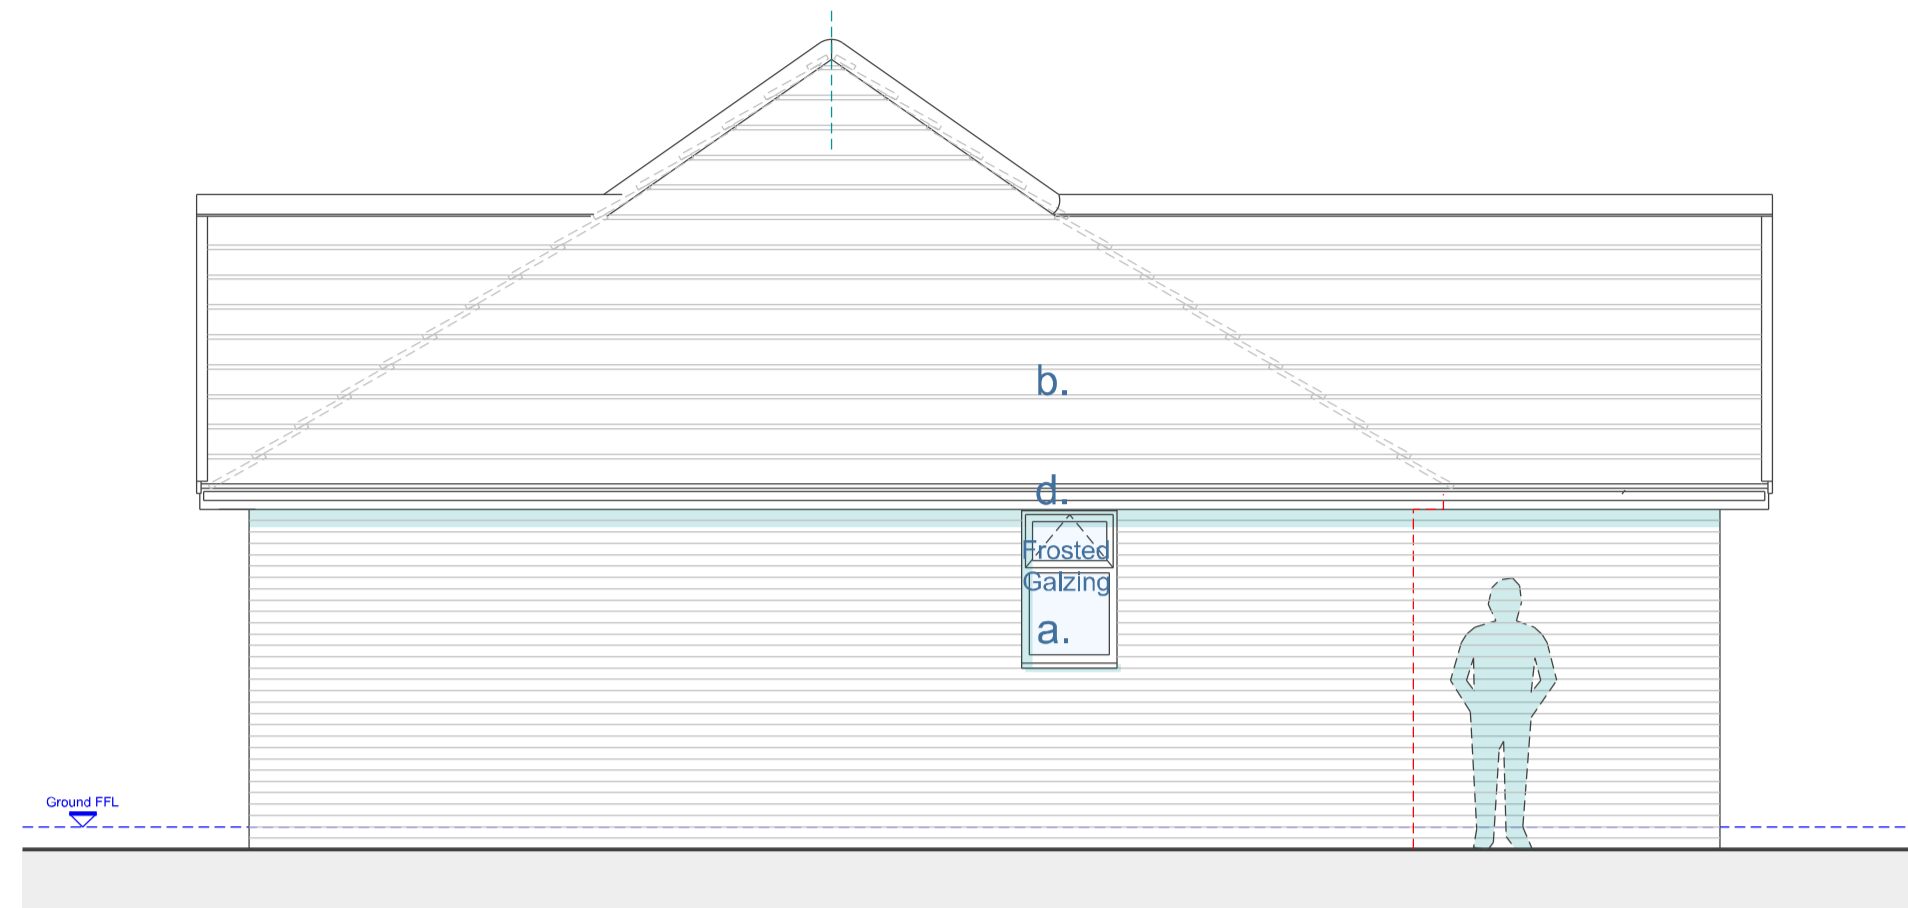 b.
d.
Frosted
Galzing
a.
Ground FFL